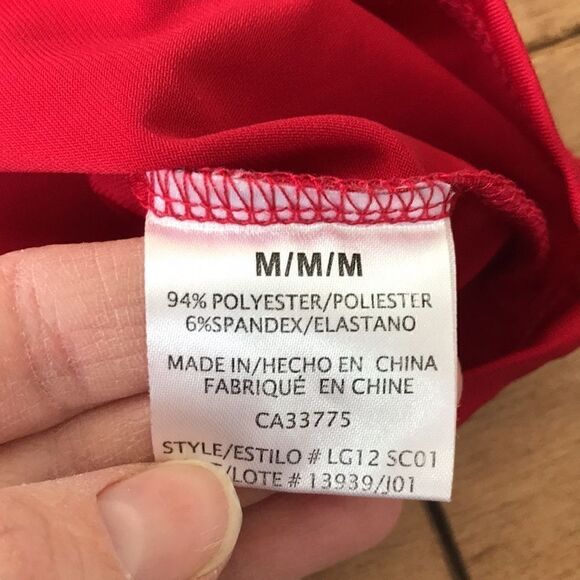 M/M/M
94% POLYESTER/POLIESTER
6%SPANDEX/ELASTANO
MADE IN/HECHO EN CHINA
FABRIQUÉ EN CHINE
CA33775
STYLE/ESTILO # LG12 SC01
/LOTE # 13939/J01